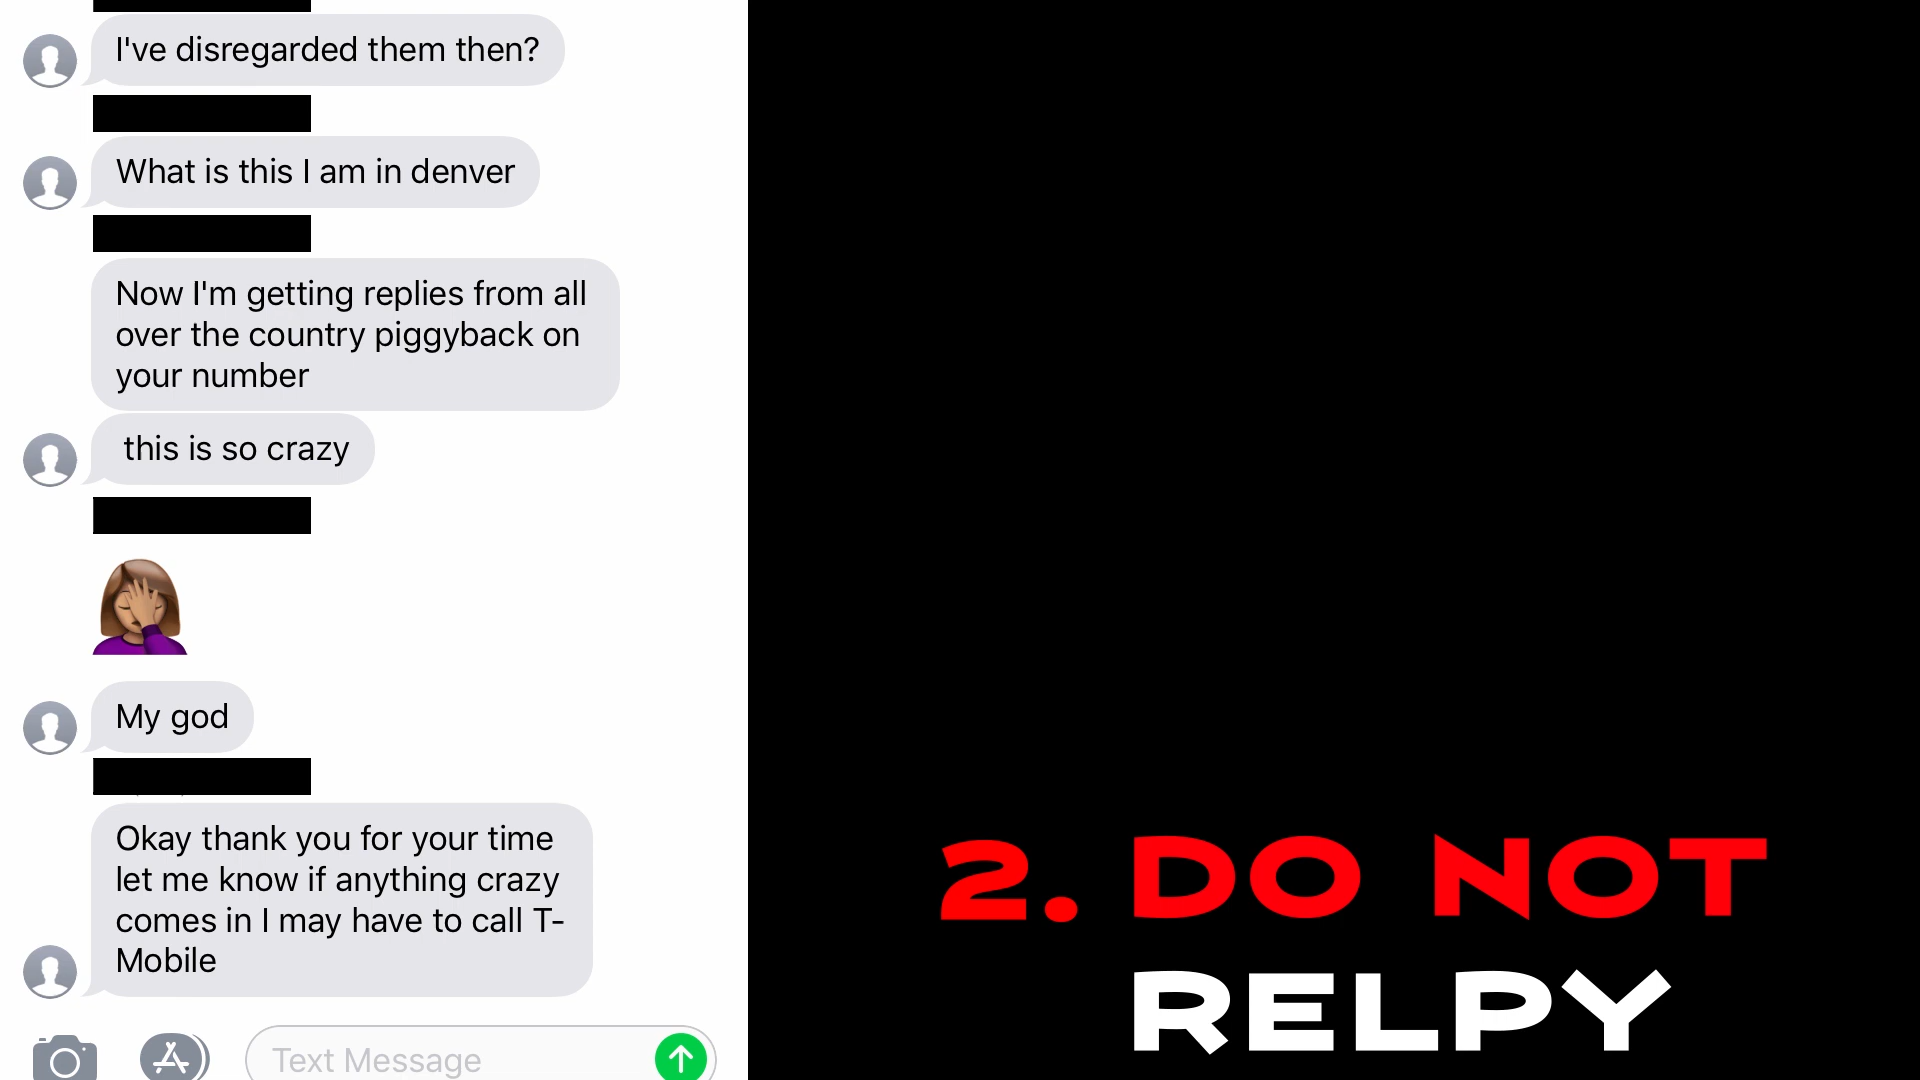 I've disregarded them then?
What is this I am in denver
Now I'm getting replies from all
over the country piggyback on
your number
this is so crazy
My god
Okay thank you for your time
let me know if anything crazy
comes in I may have to call T-
Mobile
Text Message
2. DO NOT
RELPY